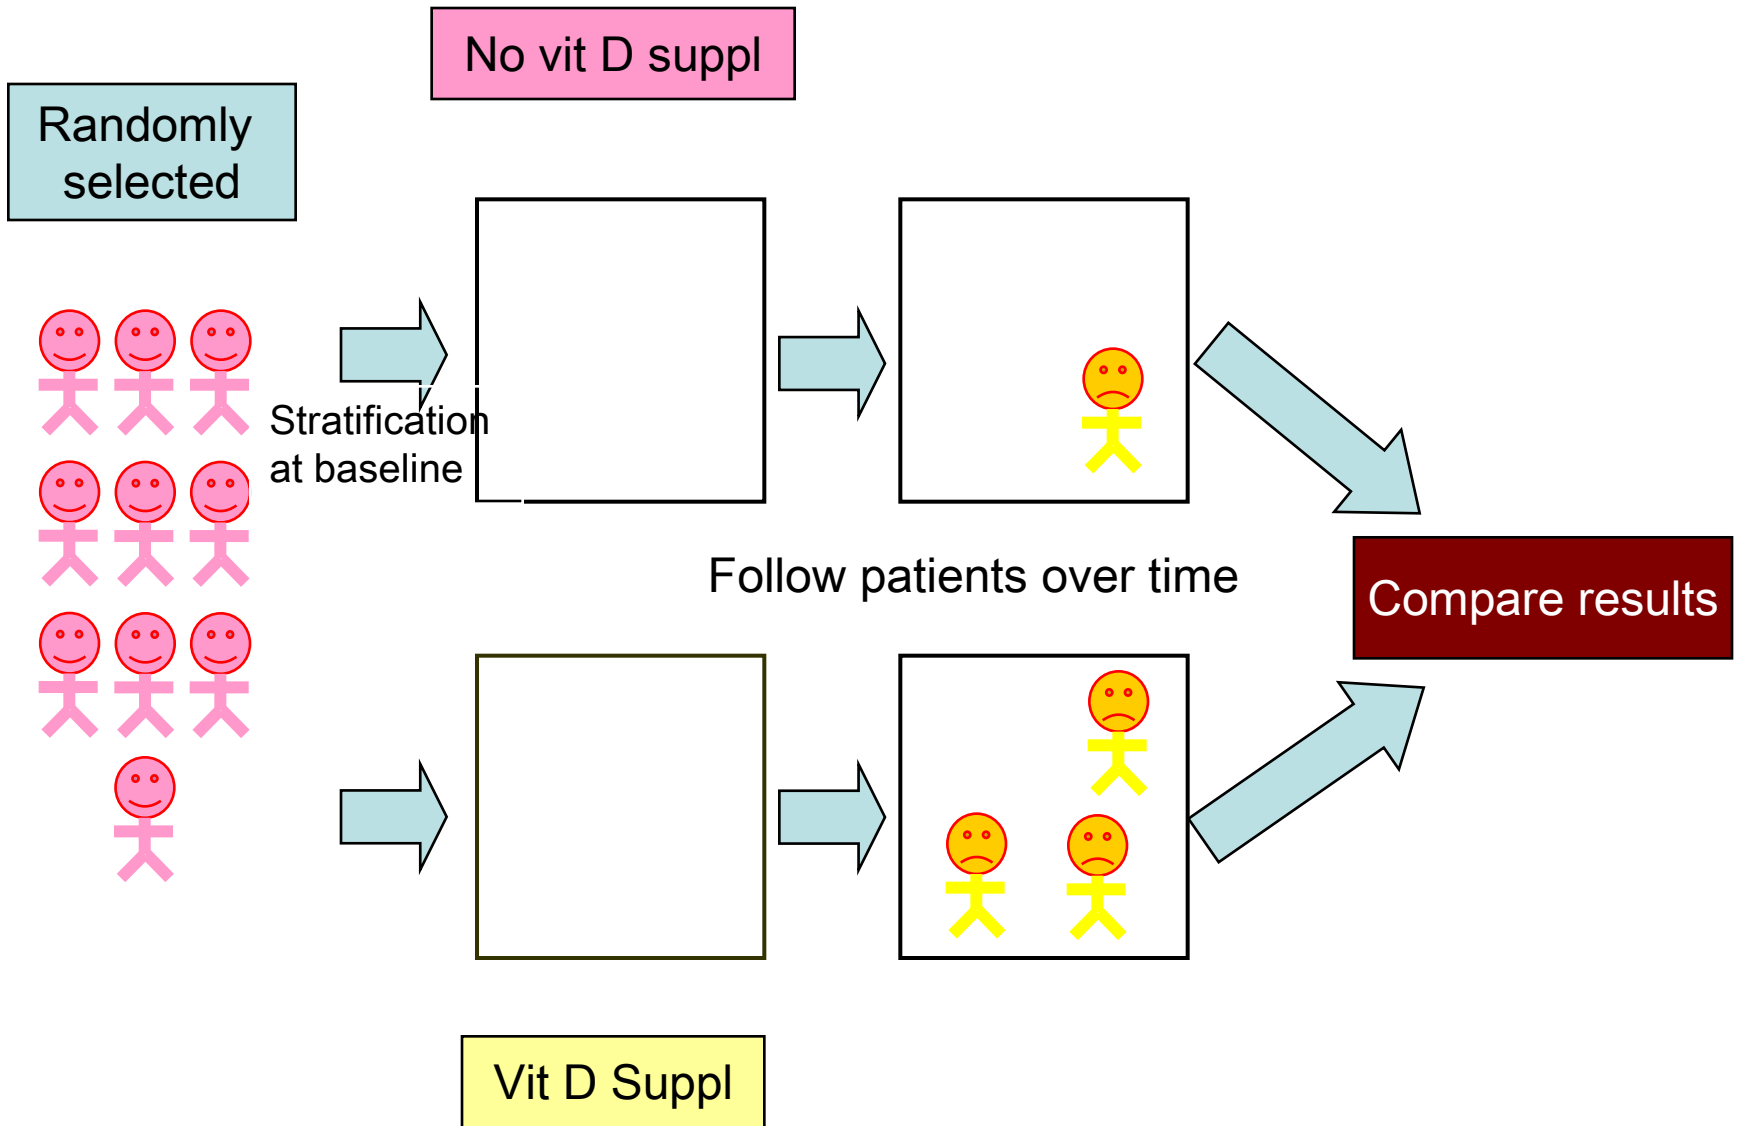 No vit D suppl
Randomly
selected
Stratification
at baseline
Follow patients over time
Compare results
Vit D Suppl